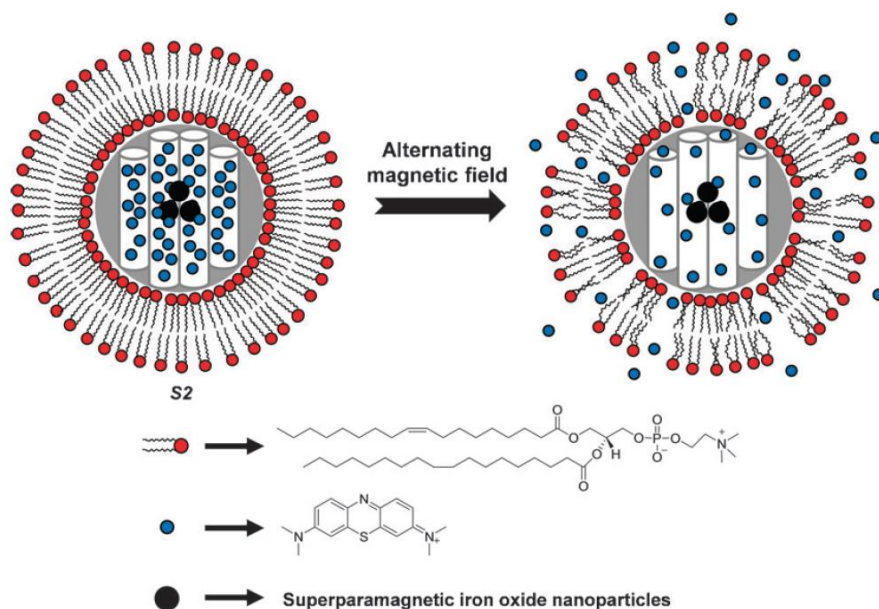 Alternating
magnetic field
S2
O
O
O
P
O
O
O⁻
N⁺
H
O
O
N
N
S
N⁺
Superparamagnetic iron oxide nanoparticles